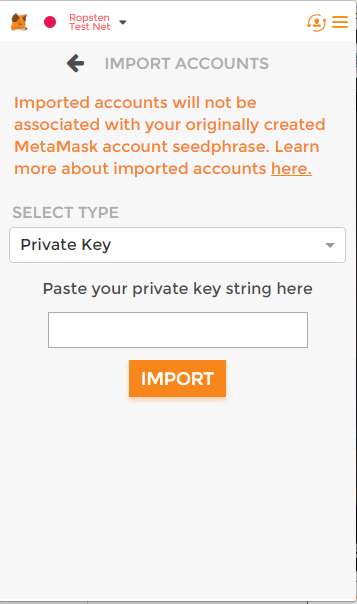 Ropsten
Test Net
IMPORT ACCOUNTS
Imported accounts will not be
associated with your originally created
MetaMask account seedphrase. Learn
more about imported accounts here.
SELECT TYPE
Private Key
Paste your private key string here
IMPORT